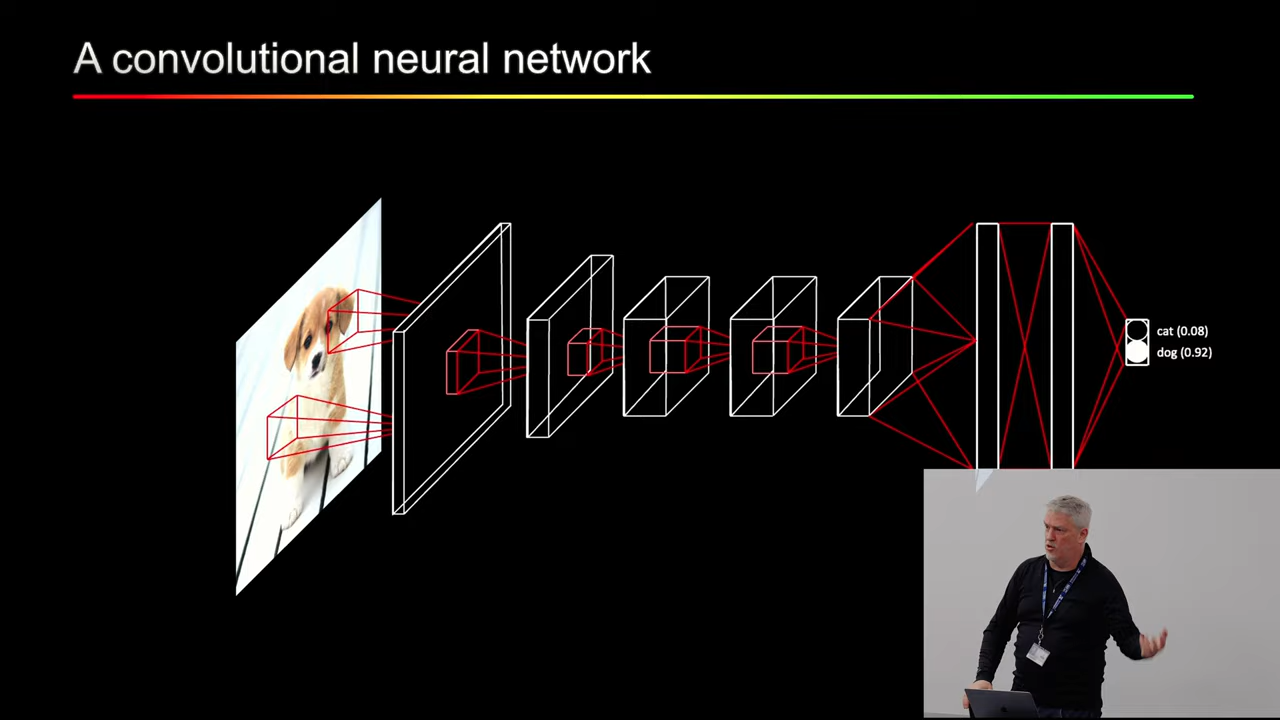 A convolutional neural network
cat (0.08)
dog (0.92)